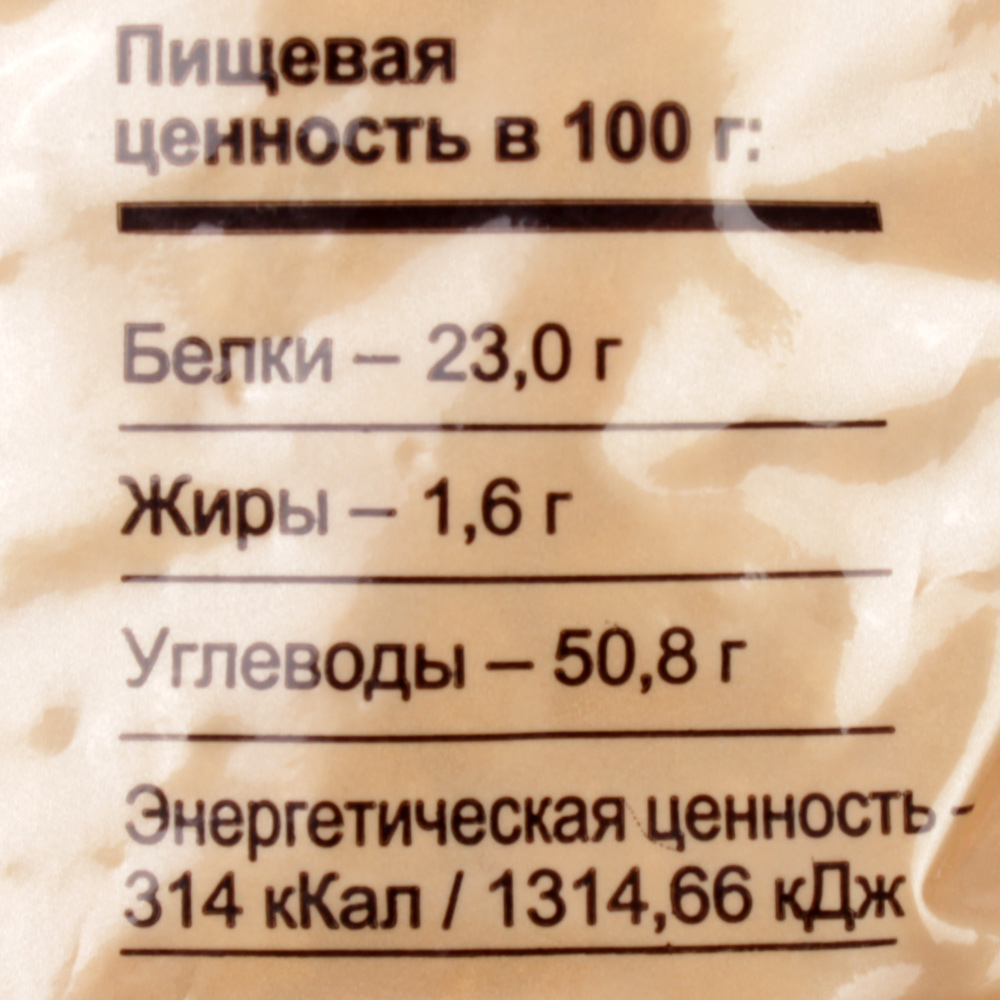 Пищевая
ценность в 100 г:
Белки – 23,0 г
Жиры – 1,6 г
Углеводы – 50,8 г
Энергетическая ценность -
314 кКал / 1314,66 кДж